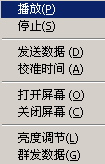 播放(P)
停止(S)
发送数据 (D)
校准时间 (A)
打开屏幕 (O)
关闭屏幕 (C)
亮度调节(L)
群发数据(G)